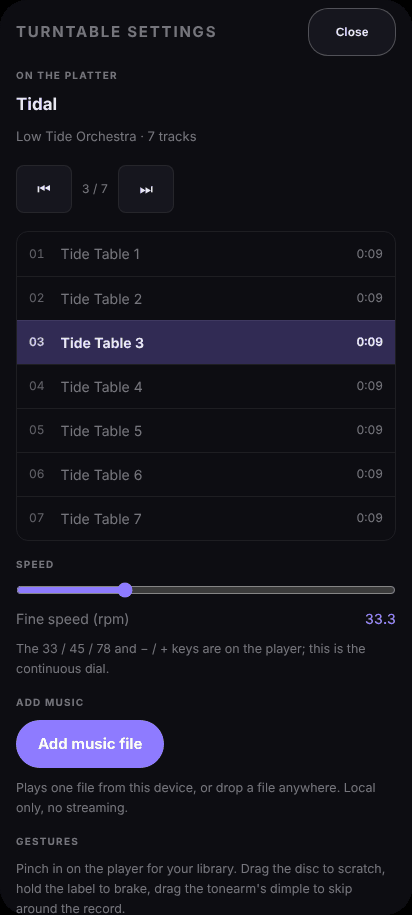 TURNTABLE SETTINGS
Close
ON THE PLATTER
Tidal
Low Tide Orchestra · 7 tracks
3 / 7
01 Tide Table 1 0:09
02 Tide Table 2 0:09
03 Tide Table 3 0:09
04 Tide Table 4 0:09
05 Tide Table 5 0:09
06 Tide Table 6 0:09
07 Tide Table 7 0:09
SPEED
Fine speed (rpm) 33.3
The 33 / 45 / 78 and − / + keys are on the player; this is the
continuous dial.
ADD MUSIC
Add music file
Plays one file from this device, or drop a file anywhere. Local
only, no streaming.
GESTURES
Pinch in on the player for your library. Drag the disc to scratch,
hold the label to brake, drag the tonearm's dimple to skip
around the record.